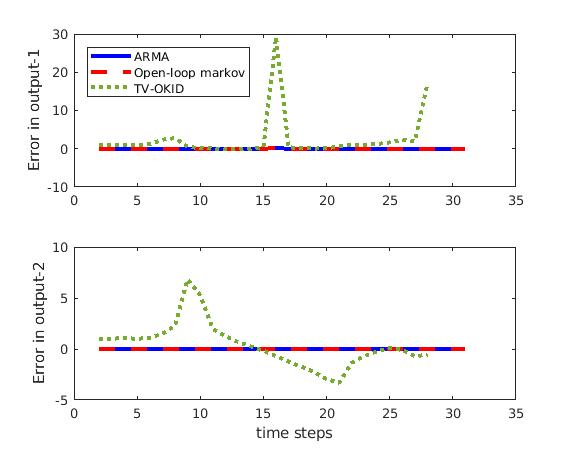 30
20
10
0
-10
Error in output-1
ARMA
Open-loop markov
TV-OKID
0 5 10 15 20 25 30 35
10
5
0
-5
Error in output-2
0 5 10 15 20 25 30 35
time steps